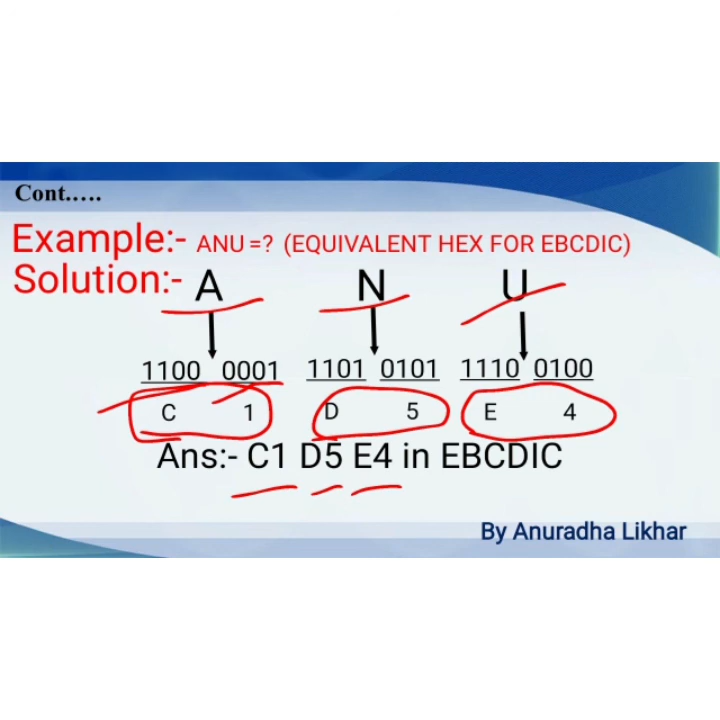 Cont.....
Example:- ANU =? (EQUIVALENT HEX FOR EBCDIC)
Solution:- A N U
1100 0001 1101 0101 1110 0100
C 1 D 5 E 4
Ans:- C1 D5 E4 in EBCDIC
By Anuradha Likhar